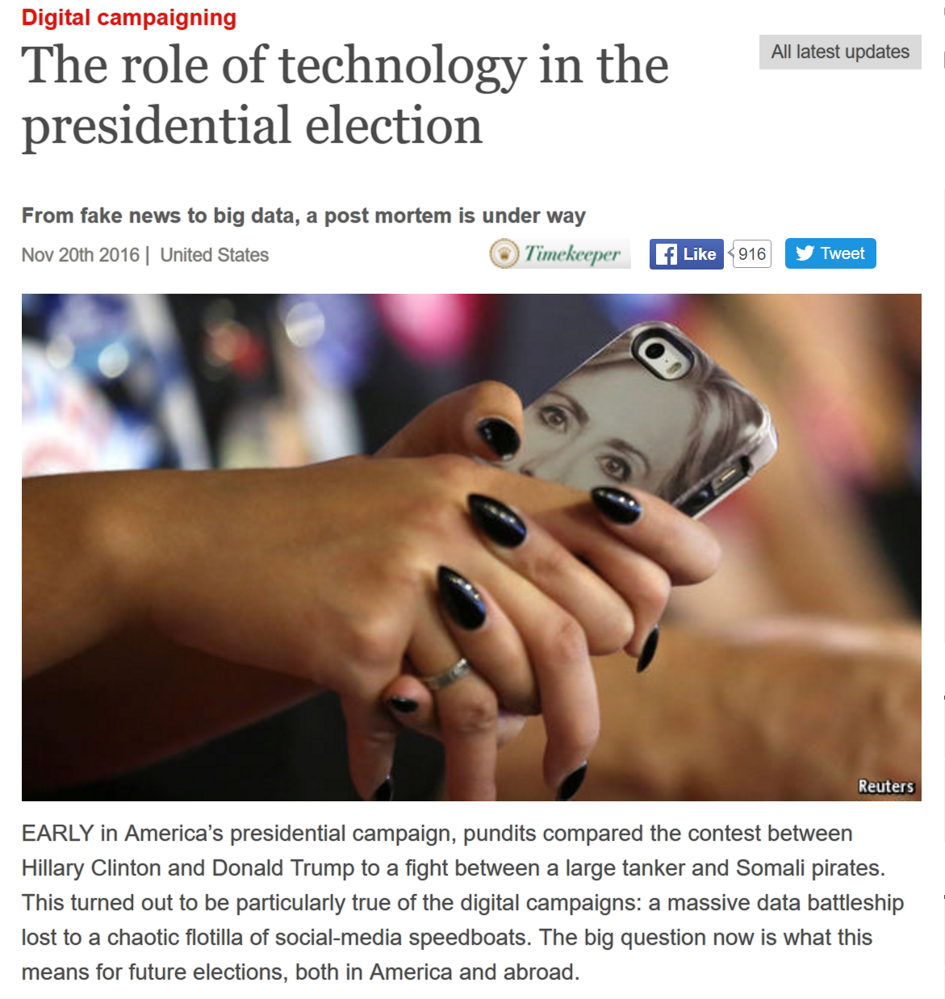 Digital campaigning
The role of technology in the
presidential election
All latest updates
From fake news to big data, a post mortem is under way
Nov 20th 2016 | United States
Timekeeper
Like
916
Tweet
Reuters
EARLY in America’s presidential campaign, pundits compared the contest between
Hillary Clinton and Donald Trump to a fight between a large tanker and Somali pirates.
This turned out to be particularly true of the digital campaigns: a massive data battleship
lost to a chaotic flotilla of social-media speedboats. The big question now is what this
means for future elections, both in America and abroad.